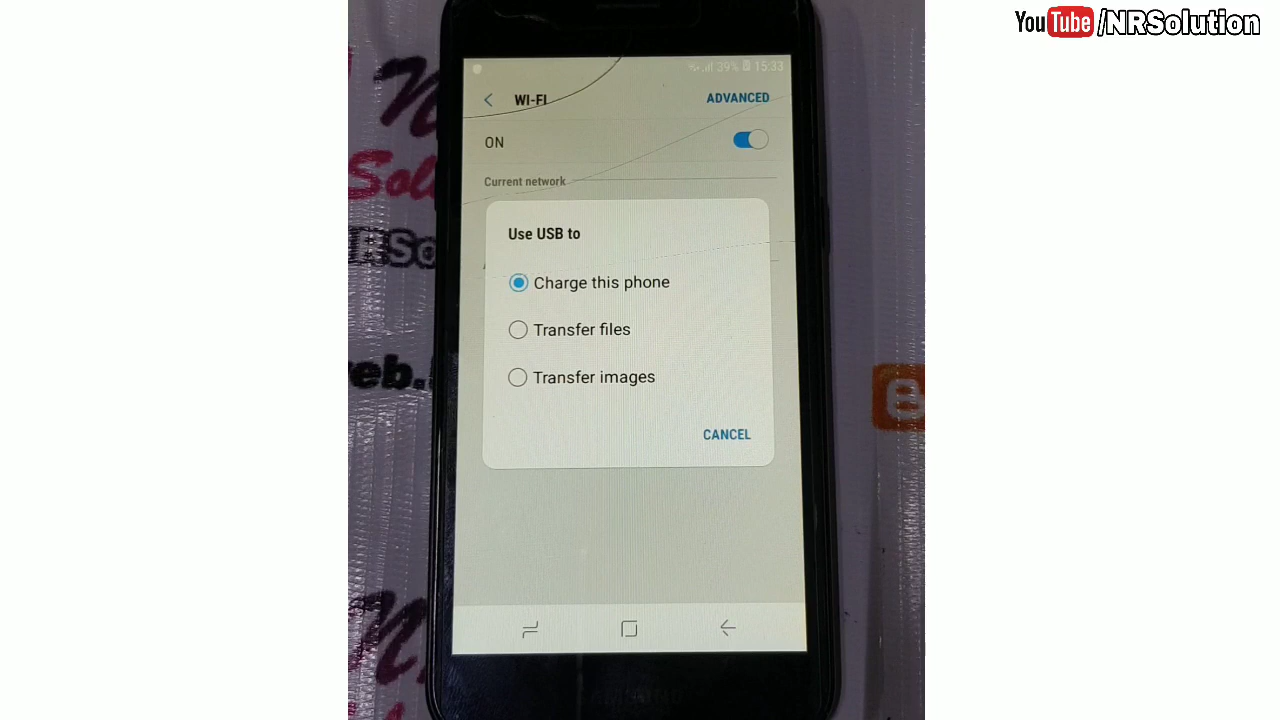 YouTube/NRSolution
39% 15:33
WI-FI
ADVANCED
ON
Current network
Use USB to
Charge this phone
Transfer files
Transfer images
CANCEL